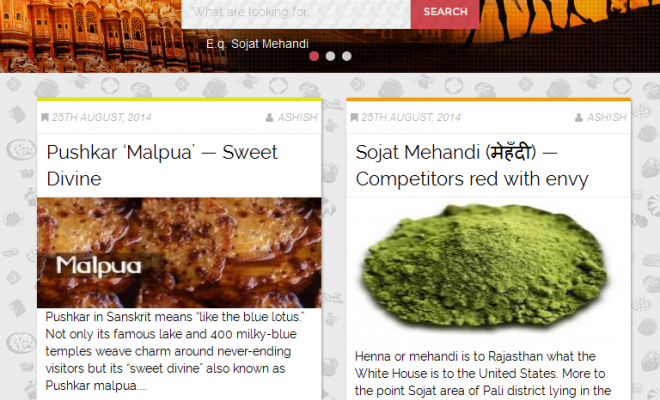 What are looking for..
SEARCH
E.q. Sojat Mehandi
25TH AUGUST, 2014
ASHISH
Pushkar ‘Malpua’ — Sweet
Divine
Malpua
Pushkar in Sanskrit means “like the blue lotus.”
Not only its famous lake and 400 milky-blue
temples weave charm around never-ending
visitors but its “sweet divine” also known as
Pushkar malpua....
25TH AUGUST, 2014
ASHISH
Sojat Mehandi (मेहँदी) —
Competitors red with envy
Henna or mehandi is to Rajasthan what the
White House is to the United States. More to
the point Sojat area of Pali district lying in the